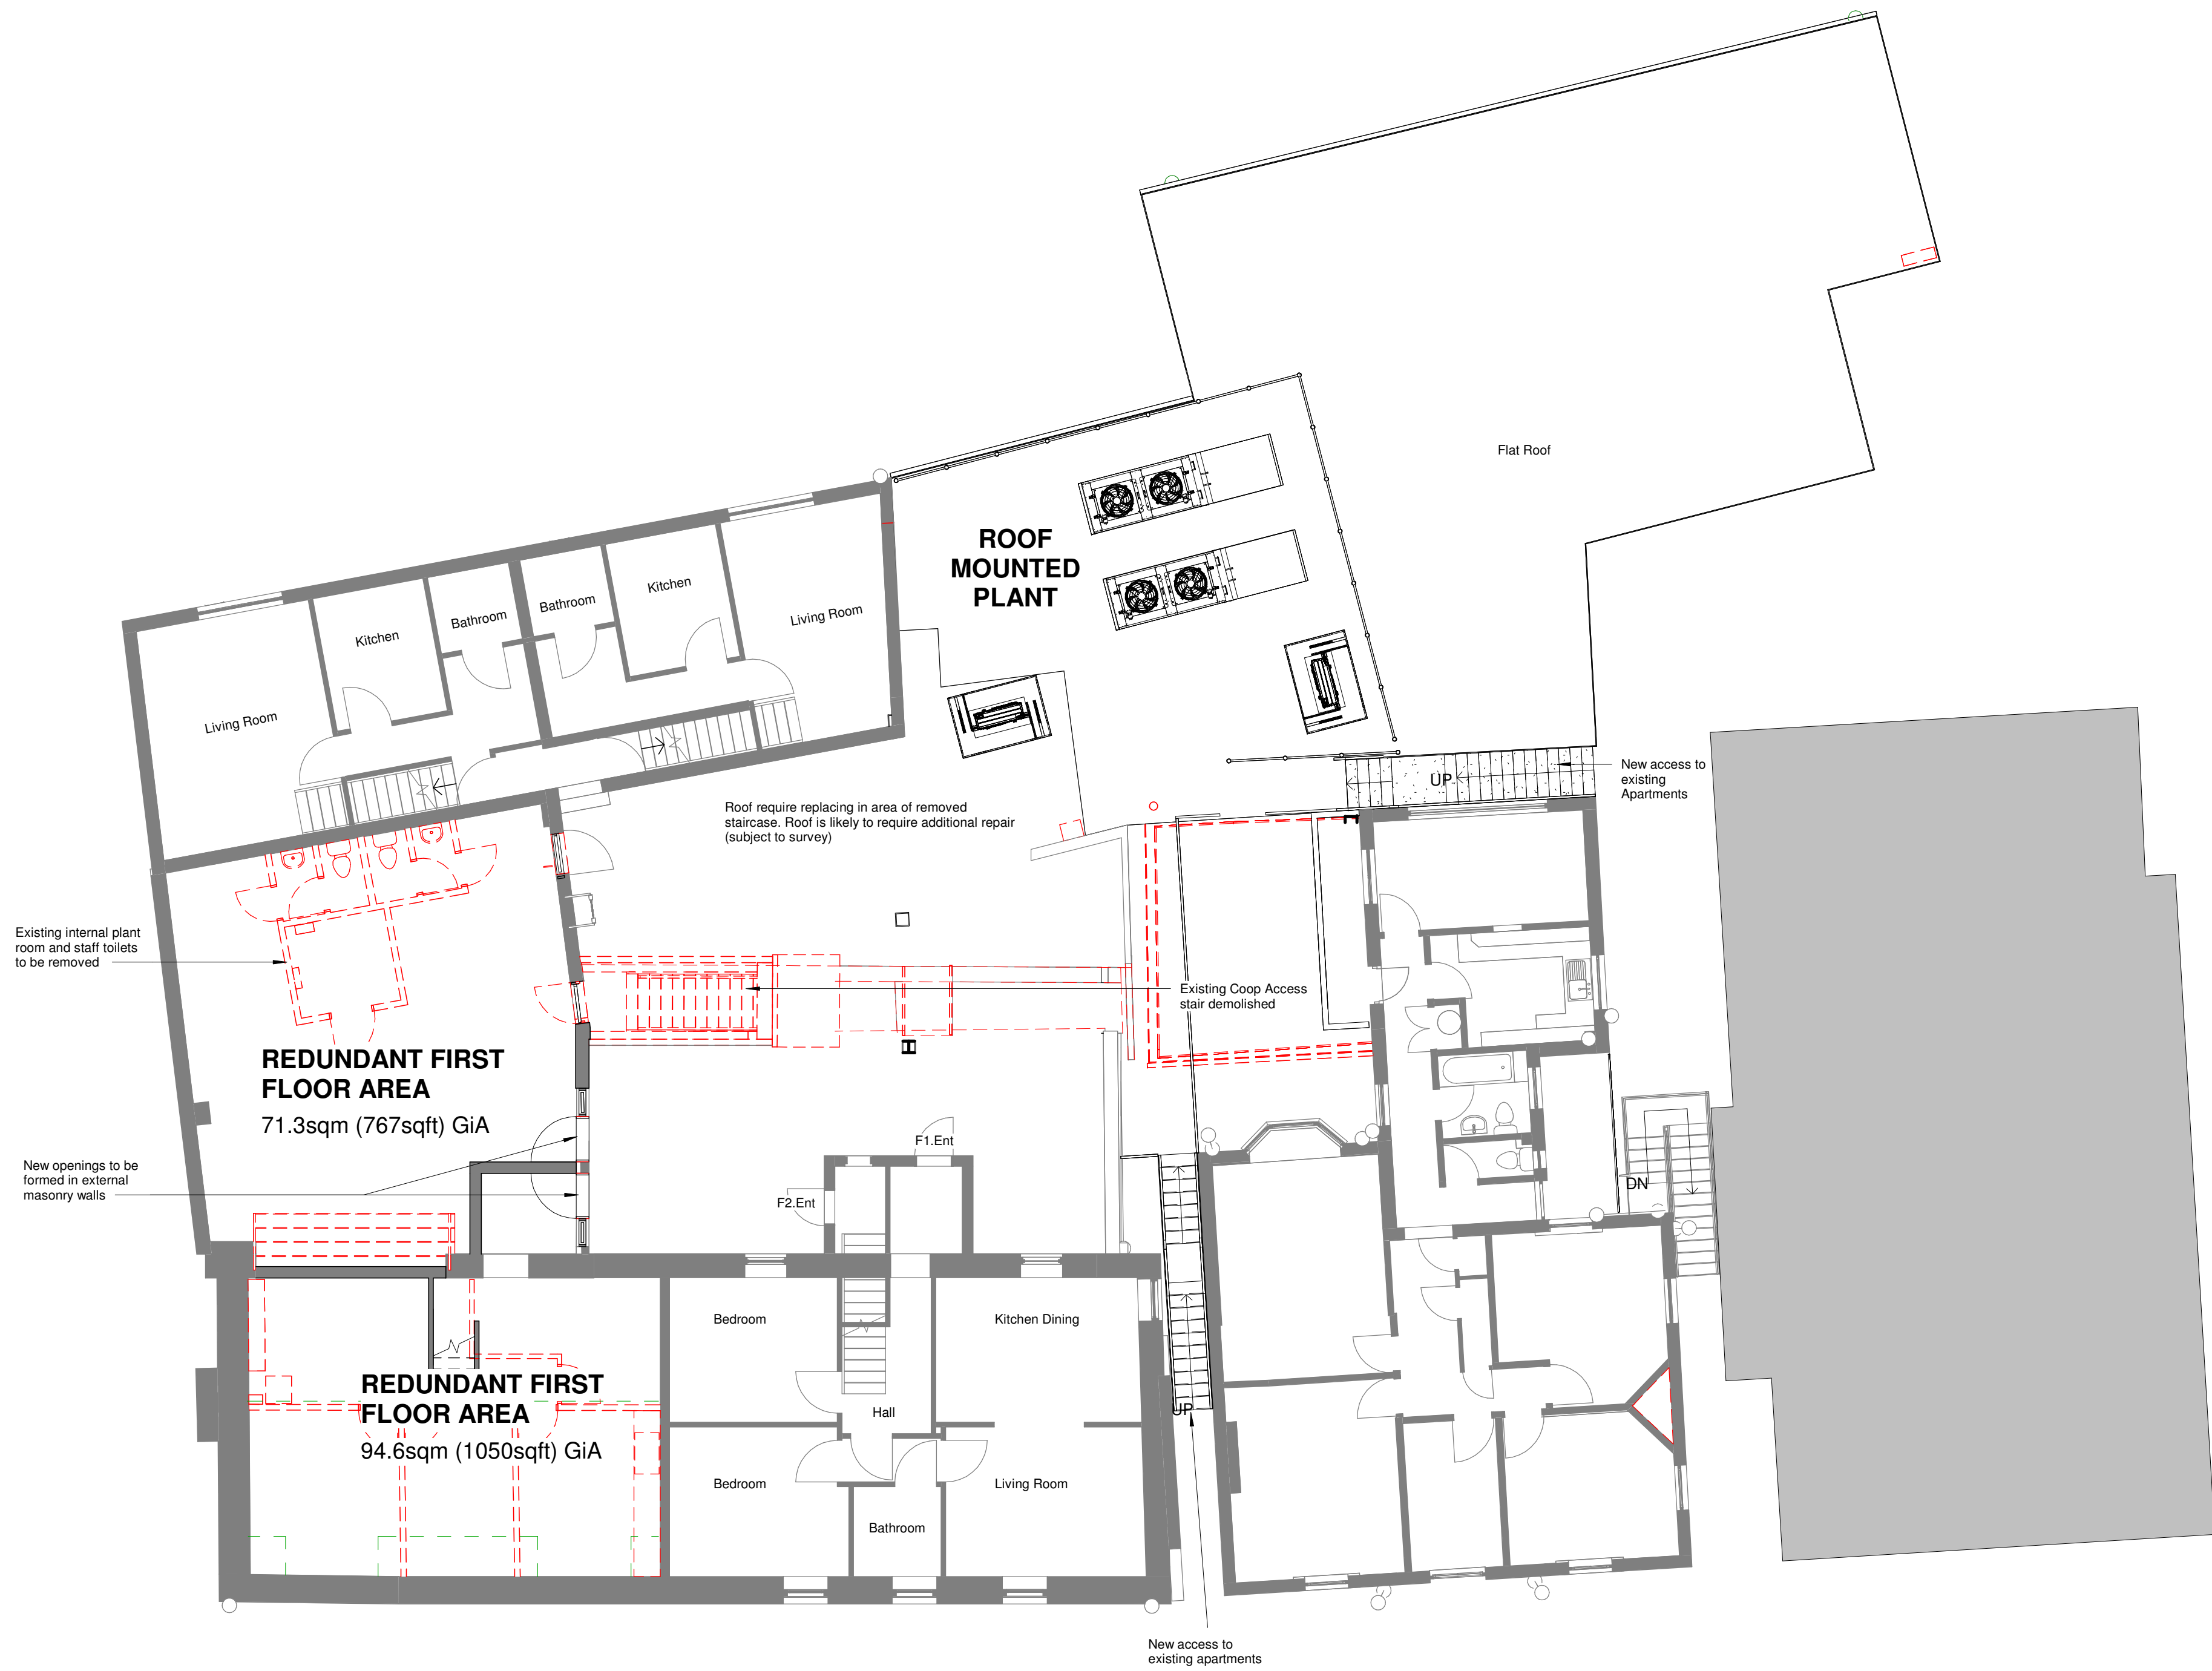 Flat Roof
ROOF
MOUNTED
PLANT
Kitchen
Bathroom
Living Room
Bathroom
Kitchen
Living Room
UP
New access to
existing
Apartments
Roof require replacing in area of removed
staircase. Roof is likely to require additional repair
(subject to survey)
Existing internal plant
room and staff toilets
to be removed
Existing Coop Access
stair demolished
REDUNDANT FIRST
FLOOR AREA
71.3sqm (767sqft) GiA
F1.Ent
New openings to be
formed in external
masonry walls
F2.Ent
DN
Bedroom
Kitchen Dining
REDUNDANT FIRST
FLOOR AREA
94.6sqm (1050sqft) GiA
Hall
UP
Bedroom
Living Room
Bathroom
New access to
existing apartments